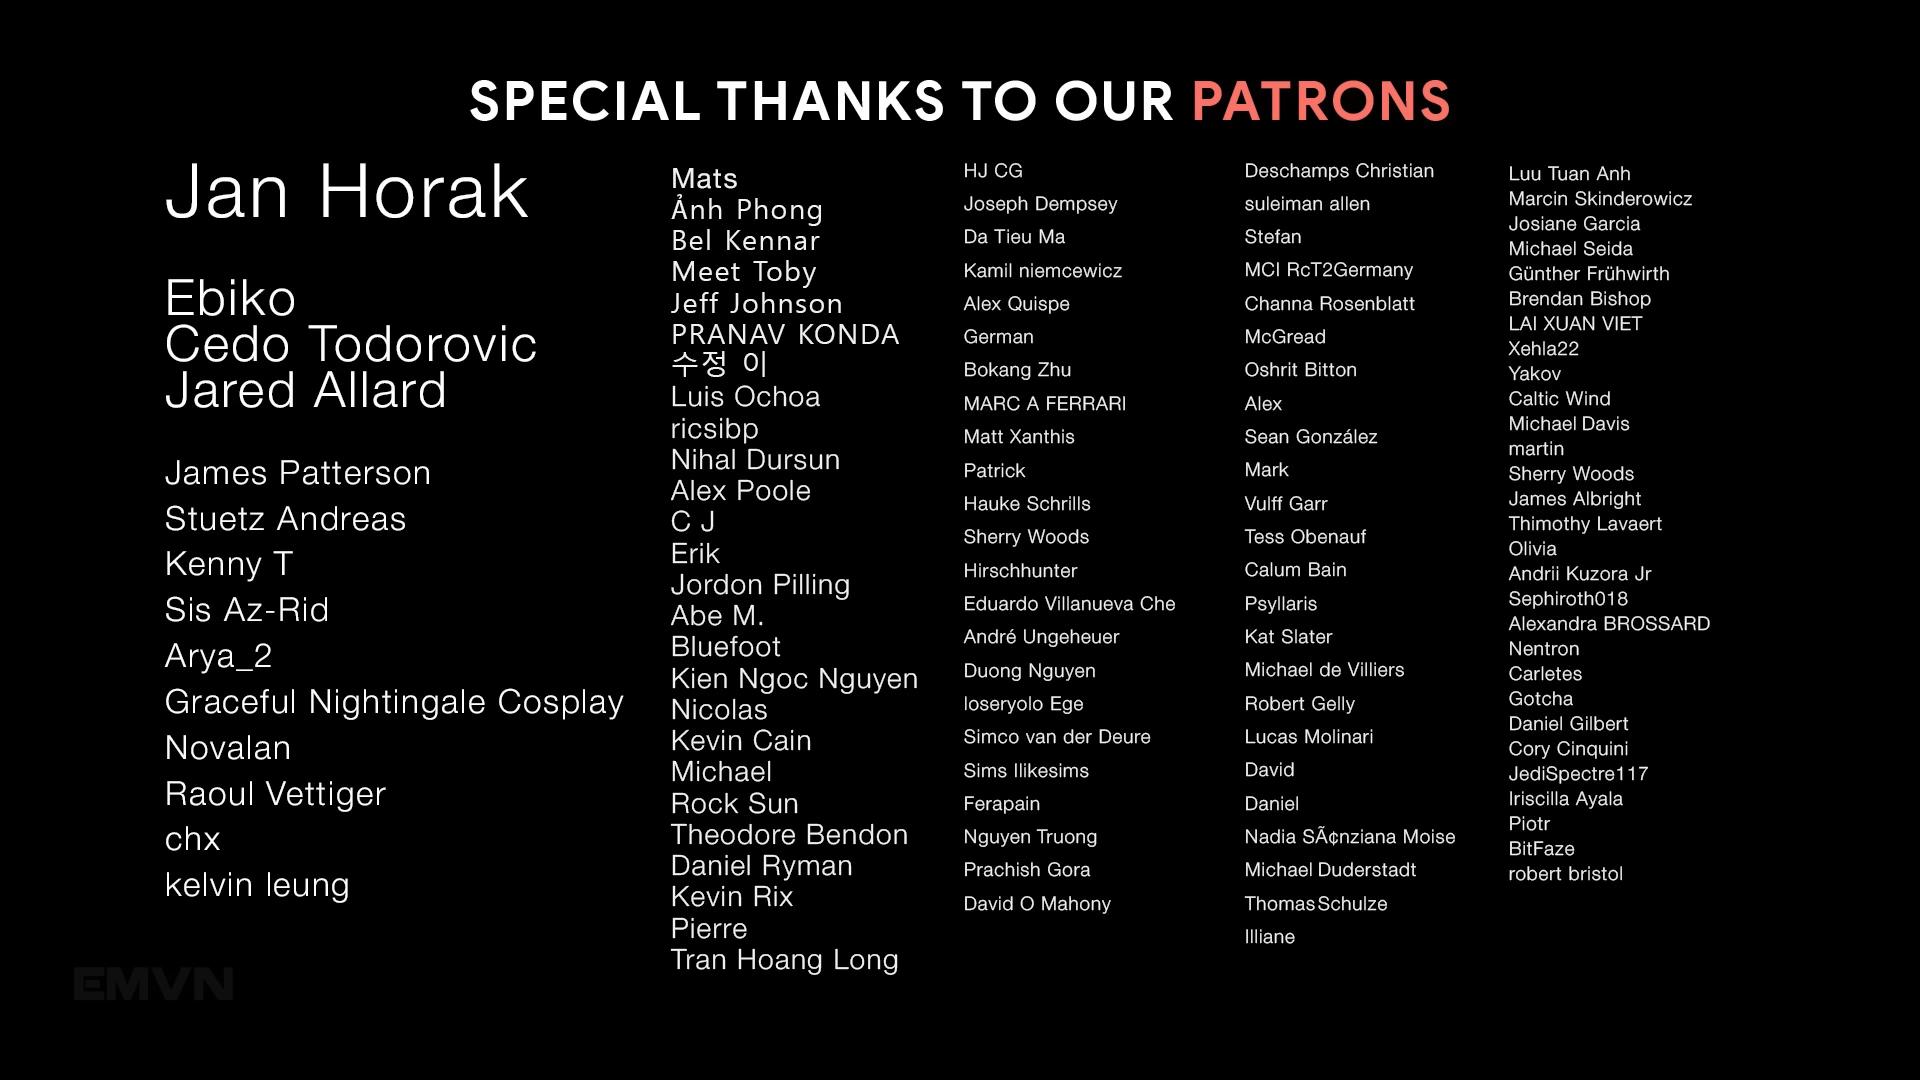 SPECIAL THANKS TO OUR PATRONS
Jan Horak
Ebiko
Cedo Todorovic
Jared Allard
James Patterson
Stuetz Andreas
Kenny T
Sis Az-Rid
Arya_2
Graceful Nightingale Cosplay
Novalan
Raoul Vettiger
chx
kelvin leung
Mats
Ảnh Phong
Bel Kennar
Meet Toby
Jeff Johnson
PRANAV KONDA
수정 이
Luis Ochoa
ricsibp
Nihal Dursun
Alex Poole
C J
Erik
Jordon Pilling
Abe M.
Bluefoot
Kien Ngoc Nguyen
Nicolas
Kevin Cain
Michael
Rock Sun
Theodore Bendon
Daniel Ryman
Kevin Rix
Pierre
Tran Hoang Long
HJ CG
Joseph Dempsey
Da Tieu Ma
Kamil niemcewicz
Alex Quispe
German
Bokang Zhu
MARC A FERRARI
Matt Xanthis
Patrick
Hauke Schrills
Sherry Woods
Hirschhunter
Eduardo Villanueva Che
André Ungeheuer
Duong Nguyen
loseryolo Ege
Simco van der Deure
Sims Ilikesims
Ferapain
Nguyen Truong
Prachish Gora
David O Mahony
Deschamps Christian
suleiman allen
Stefan
MCI RcT2Germany
Channa Rosenblatt
McGread
Oshrit Bitton
Alex
Sean González
Mark
Vulff Garr
Tess Obenauf
Calum Bain
Psyllaris
Kat Slater
Michael de Villiers
Robert Gelly
Lucas Molinari
David
Daniel
Nadia SÃ¢nziana Moise
Michael Duderstadt
Thomas Schulze
Illiane
Luu Tuan Anh
Marcin Skinderowicz
Josiane Garcia
Michael Seida
Günther Frühwirth
Brendan Bishop
LAI XUAN VIET
Xehla22
Yakov
Caltic Wind
Michael Davis
martin
Sherry Woods
James Albright
Thimothy Lavaert
Olivia
Andrii Kuzora Jr
Sephiroth018
Alexandra BROSSARD
Nentron
Carletes
Gotcha
Daniel Gilbert
Cory Cinquini
JediSpectre117
Iriscilla Ayala
Piotr
BitFaze
robert bristol
EMVN